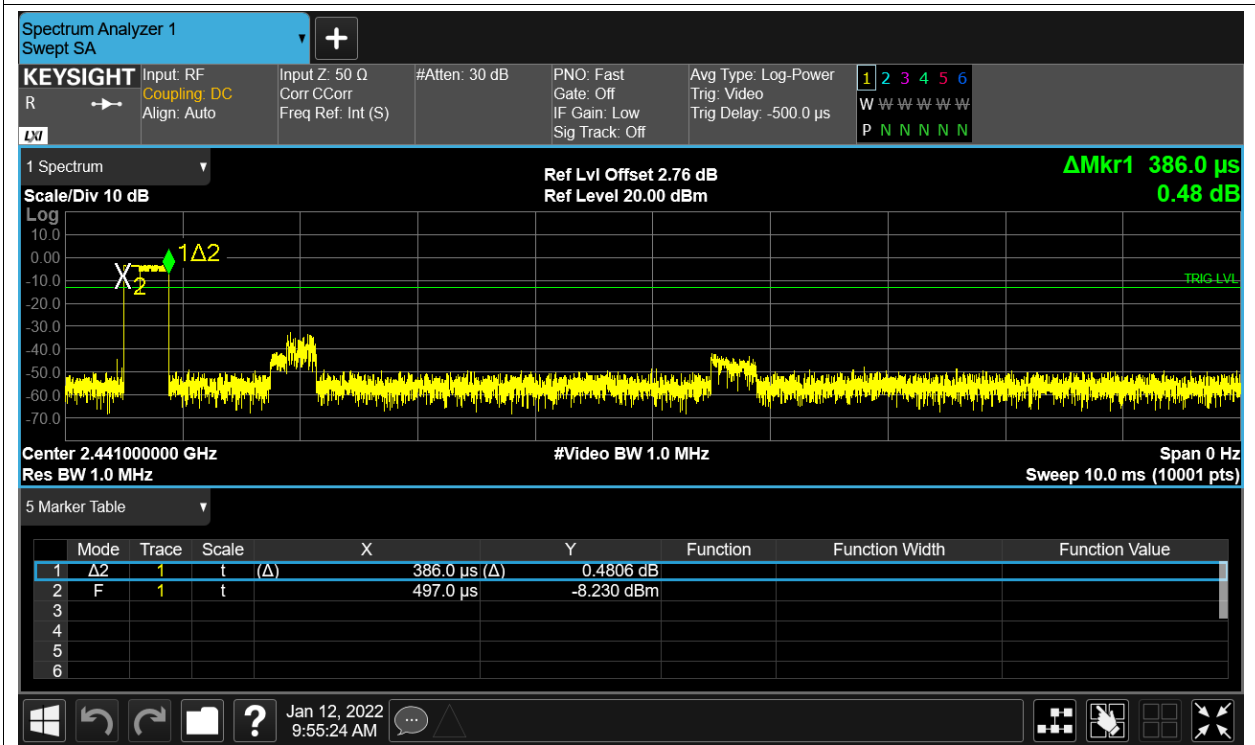 Spectrum Analyzer 1
Swept SA
KEYSIGHT Input: RF Input Z: 50 Ω #Atten: 30 dB PNO: Fast Avg Type: Log-Power 1 2 3 4 5 6
R Coupling: DC Corr CCorr Gate: Off Trig: Video W W W W W W
Align: Auto Freq Ref: Int (S) IF Gain: Low Trig Delay: -500.0 µs
LXI Sig Track: Off P N N N N N
1 Spectrum Ref Lvl Offset 2.76 dB ΔMkr1 386.0 µs
Scale/Div 10 dB Ref Level 20.00 dBm 0.48 dB
Log
10.0
0.00 1Δ2
-10.0 X2 TRIG LVL
-20.0
-30.0
-40.0
-50.0
-60.0
-70.0
Center 2.441000000 GHz #Video BW 1.0 MHz Span 0 Hz
Res BW 1.0 MHz Sweep 10.0 ms (10001 pts)
5 Marker Table
Mode Trace Scale X Y Function Function Width Function Value
1 Δ2 1 t (Δ) 386.0 µs (Δ) 0.4806 dB
2 F 1 t 497.0 µs -8.230 dBm
3
4
5
6
? Jan 12, 2022
9:55:24 AM